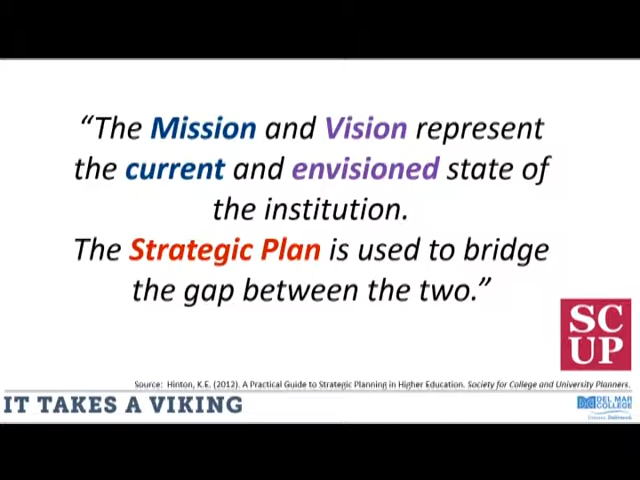 “The Mission and Vision represent
the current and envisioned state of
the institution.
The Strategic Plan is used to bridge
the gap between the two.”
SC
UP
Source: Hinton, K.E. (2012). A Practical Guide to Strategic Planning in Higher Education. Society for College and University Planners.
IT TAKES A VIKING
DEL MAR
COLLEGE